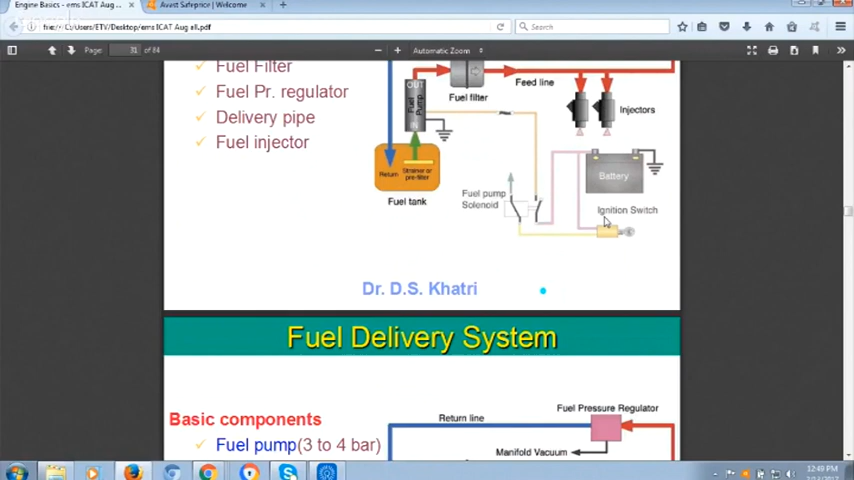 Engine Basics - ems ICAT Aug ...
Avast Safeprice | Welcome
file:///C:/Users/ETV/Desktop/ems ICAT Aug all.pdf
Search
Page: 31 of 84
Automatic Zoom
Fuel Filter
Fuel Pr. regulator
Delivery pipe
Fuel injector
OUT
Fuel Pump
IN
Fuel filter
Feed line
Injectors
Return
Strainer or pre-filter
Fuel tank
Battery
Fuel pump
Solenoid
Ignition Switch
Dr. D.S. Khatri
Fuel Delivery System
Basic components
Fuel pump(3 to 4 bar)
Return line
Fuel Pressure Regulator
Manifold Vacuum
12:49 PM